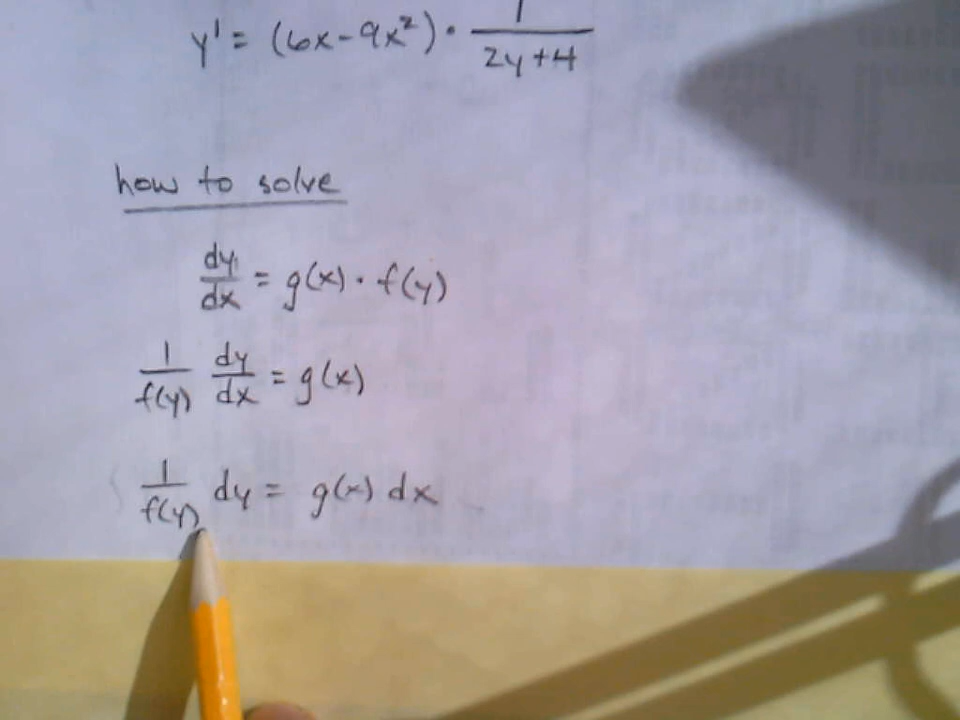 y' = (6x-9x²) · 1/(2y+4)
how to solve
dy/dx = g(x) · f(y)
1/f(y) dy/dx = g(x)
1/f(y) dy = g(x) dx